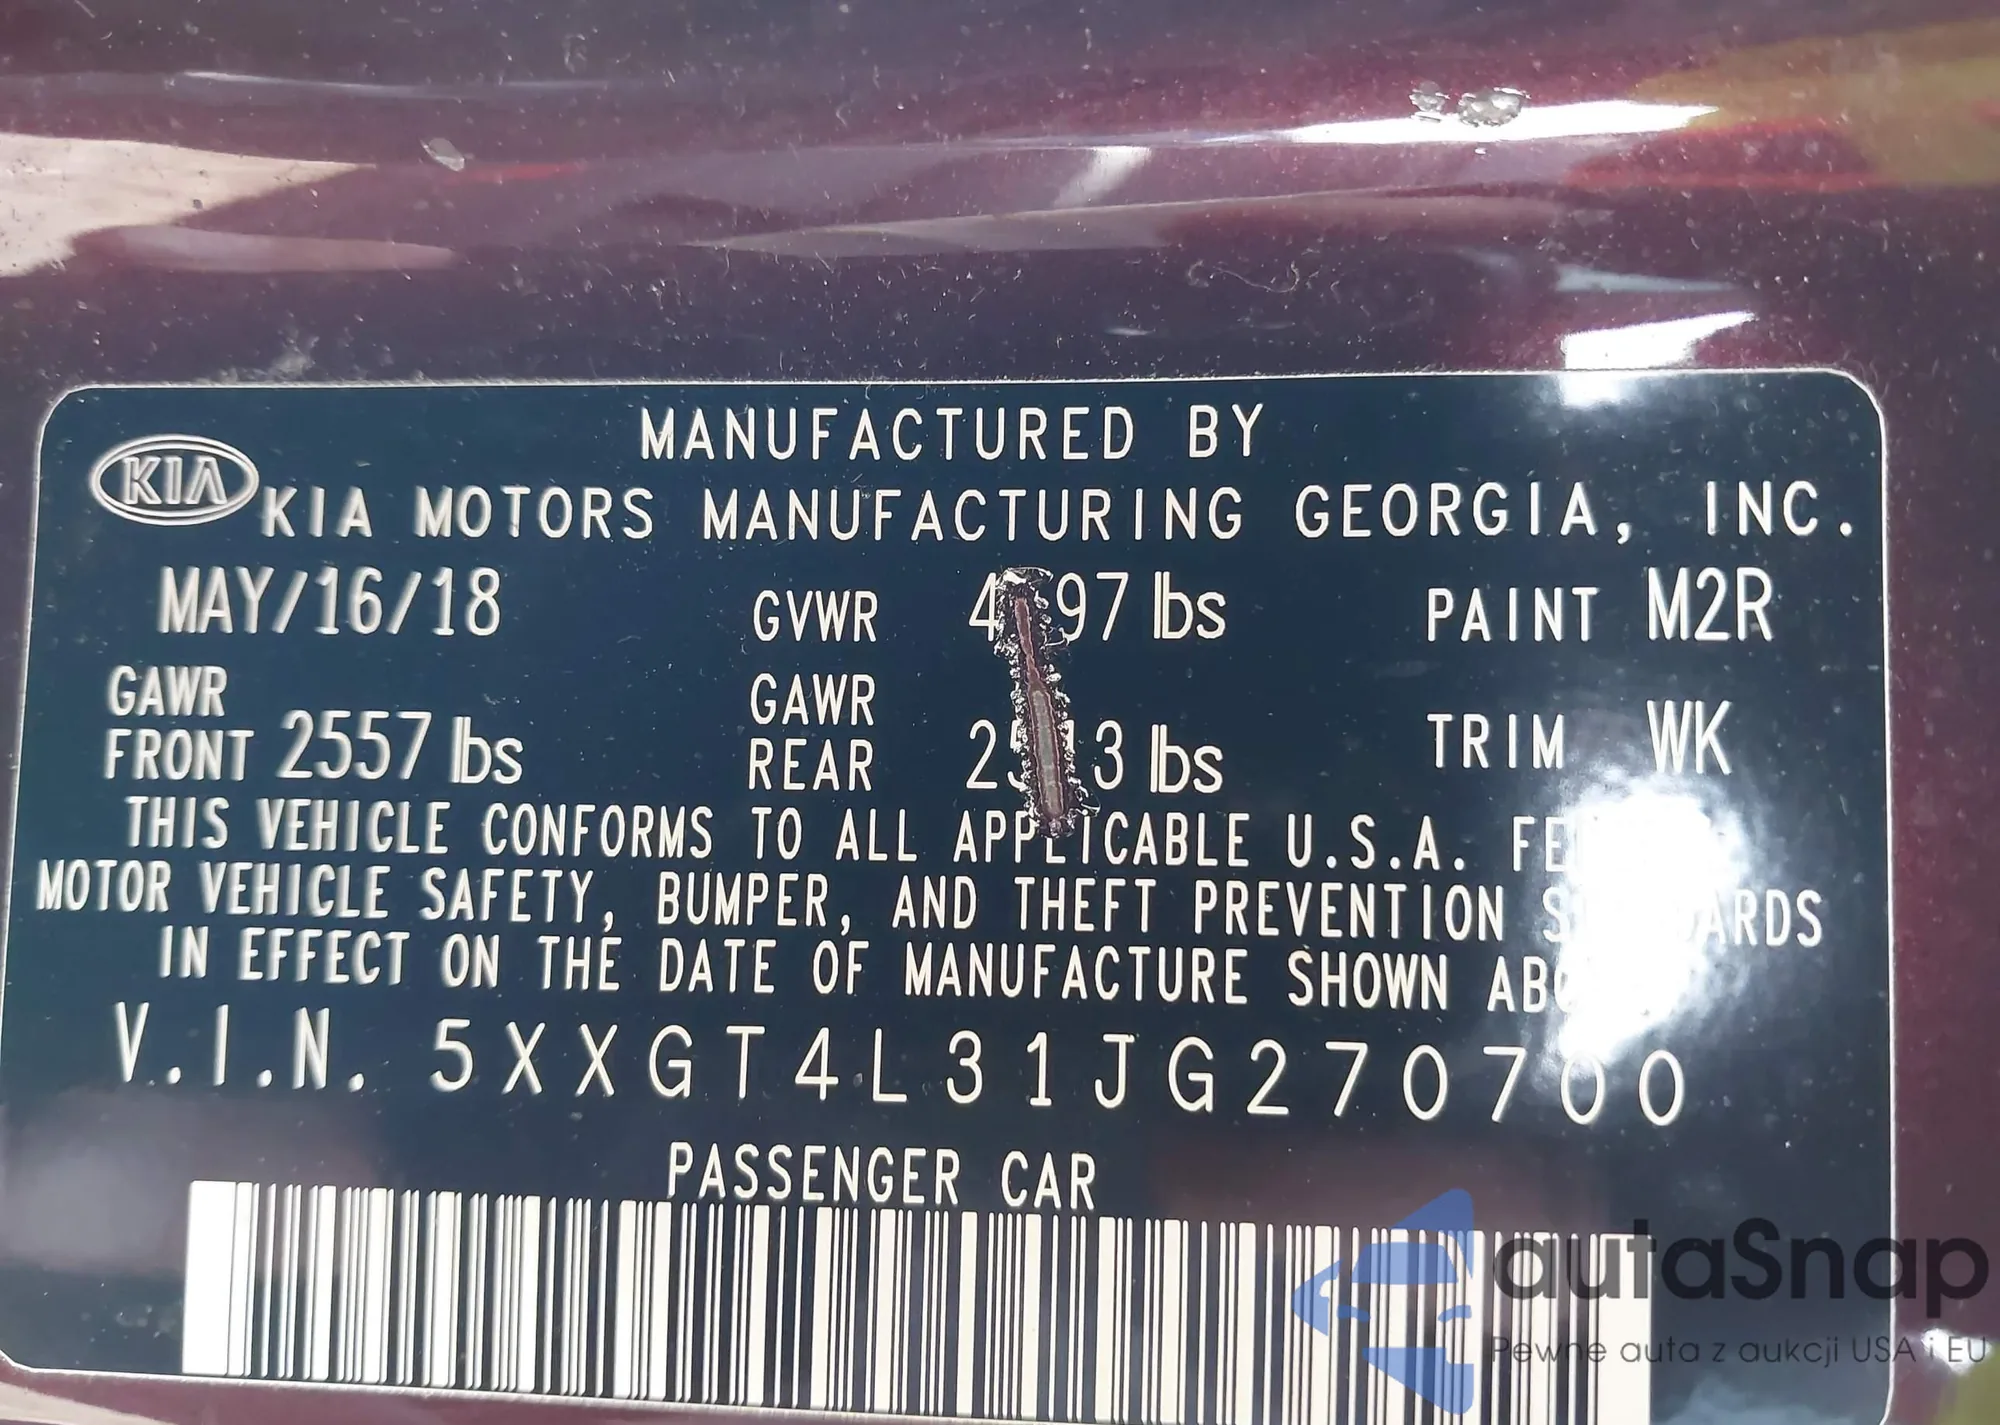 MANUFACTURED BY
KIA KIA MOTORS MANUFACTURING GEORGIA, INC.
MAY/16/18 GVWR lbs PAINT M2R
GAWR FRONT 2557 lbs GAWR REAR lbs TRIM WK
THIS VEHICLE CONFORMS TO ALL APPLICABLE U.S.A.
MOTOR VEHICLE SAFETY, BUMPER, AND THEFT PREVENTION
IN EFFECT ON THE DATE OF MANUFACTURE SHOWN
V.I.N. 5XXGT4L31JG270700
PASSENGER CAR
autaSnap
Pewne auta z aukcji USA i EU